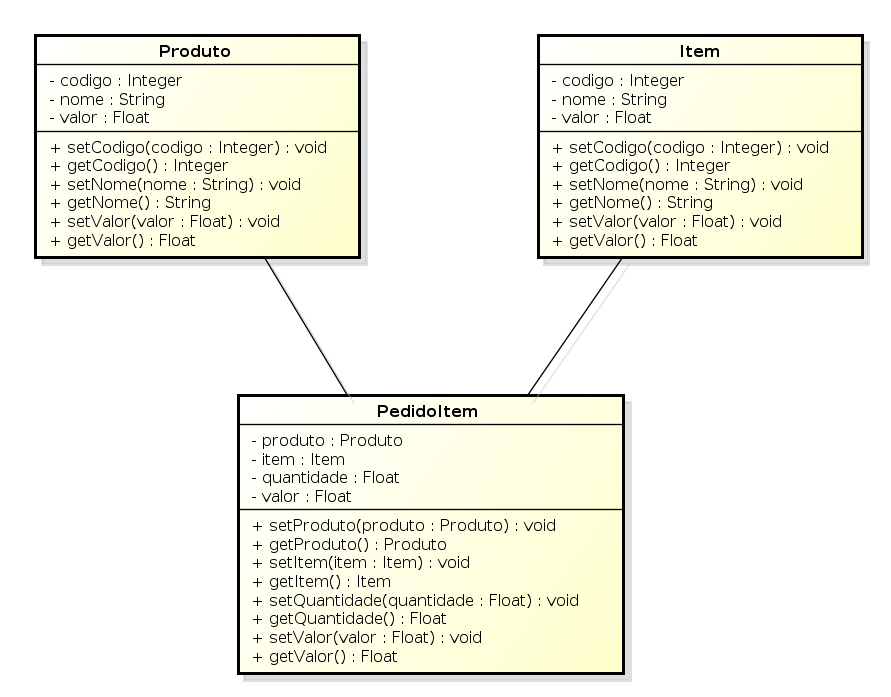 Produto
- codigo : Integer
- nome : String
- valor : Float
+ setCodigo(codigo : Integer) : void
+ getCodigo() : Integer
+ setNome(nome : String) : void
+ getNome() : String
+ setValor(valor : Float) : void
+ getValor() : Float
Item
- codigo : Integer
- nome : String
- valor : Float
+ setCodigo(codigo : Integer) : void
+ getCodigo() : Integer
+ setNome(nome : String) : void
+ getNome() : String
+ setValor(valor : Float) : void
+ getValor() : Float
PedidoItem
- produto : Produto
- item : Item
- quantidade : Float
- valor : Float
+ setProduto(produto : Produto) : void
+ getProduto() : Produto
+ setItem(item : Item) : void
+ getItem() : Item
+ setQuantidade(quantidade : Float) : void
+ getQuantidade() : Float
+ setValor(valor : Float) : void
+ getValor() : Float